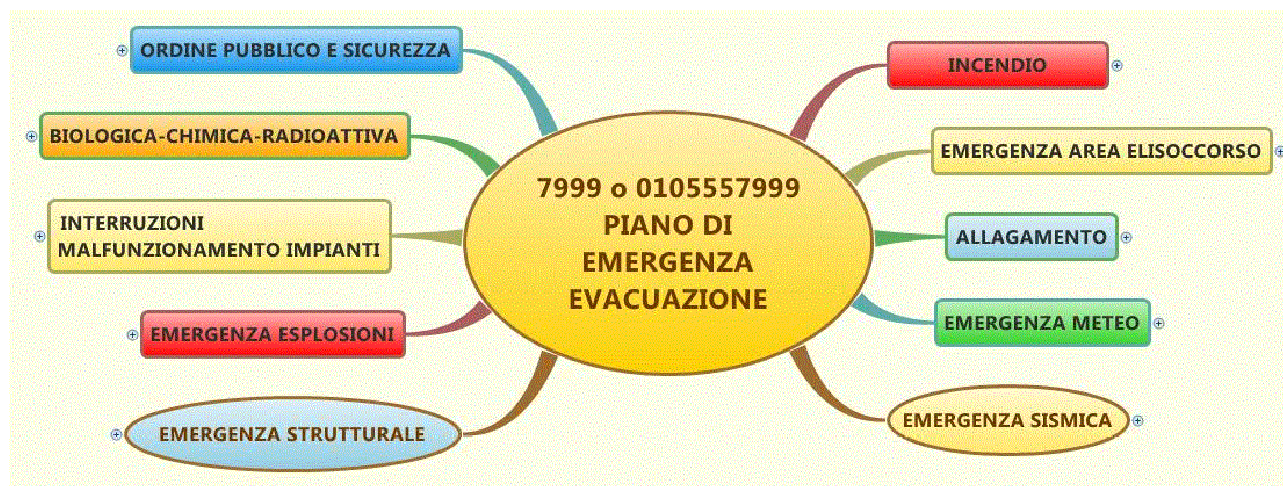 ORDINE PUBBLICO E SICUREZZA
BIOLOGICA-CHIMICA-RADIOATTIVA
INTERRUZIONI
MALFUNZIONAMENTO IMPIANTI
EMERGENZA ESPLOSIONI
EMERGENZA STRUTTURALE
7999 o 0105557999
PIANO DI
EMERGENZA
EVACUAZIONE
INCENDIO
EMERGENZA AREA ELISOCCORSO
ALLAGAMENTO
EMERGENZA METEO
EMERGENZA SISMICA